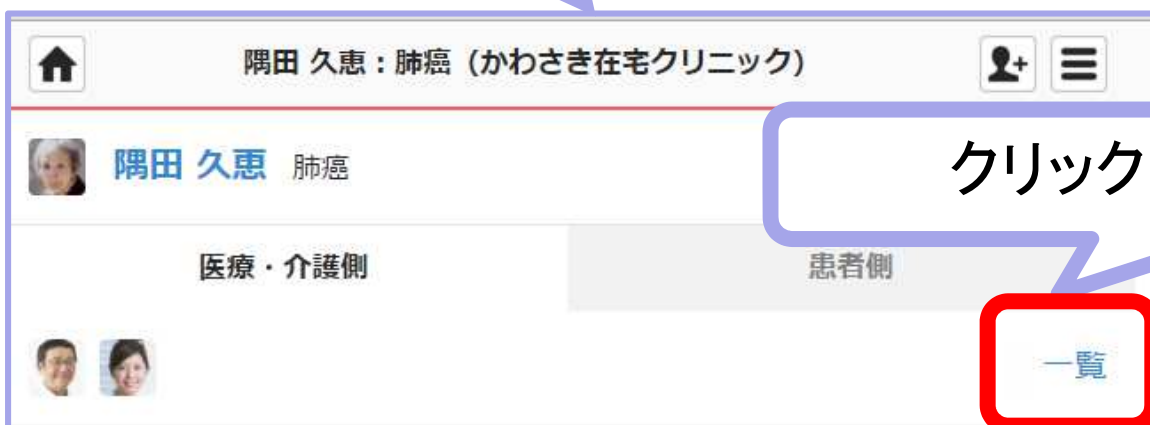 隅田 久恵：肺癌（かわさき在宅クリニック）
隅田 久恵 肺癌
クリック
医療・介護側
患者側
一覧